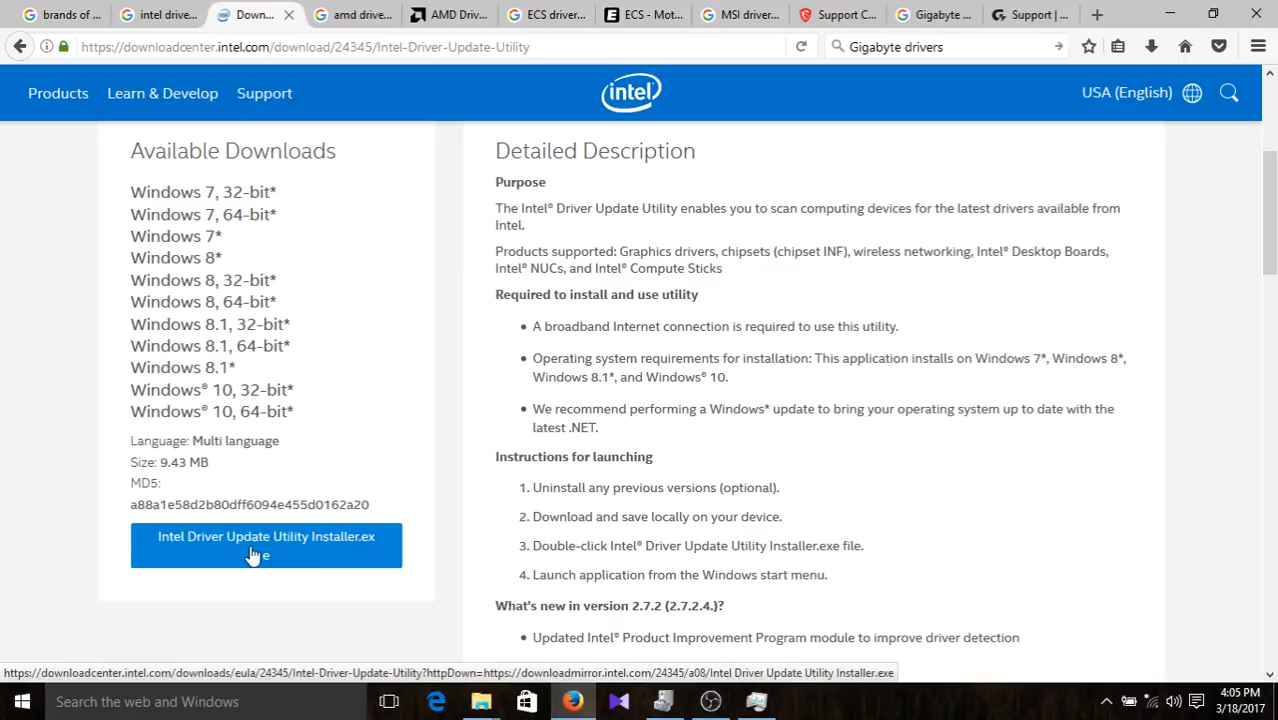 brands of intel drive... Down... amd drive... AMD Driv... ECS driver... ECS - Mot... MSI driver... Support C... Gigabyte ... Support | ...
https://downloadcenter.intel.com/download/24345/Intel-Driver-Update-Utility
Gigabyte drivers
Products Learn & Develop Support
intel
USA (English)
Available Downloads
Windows 7, 32-bit*
Windows 7, 64-bit*
Windows 7*
Windows 8*
Windows 8, 32-bit*
Windows 8, 64-bit*
Windows 8.1, 32-bit*
Windows 8.1, 64-bit*
Windows 8.1*
Windows® 10, 32-bit*
Windows® 10, 64-bit*
Language: Multi language
Size: 9.43 MB
MD5:
a88a1e58d2b80dff6094e455d0162a20
Intel Driver Update Utility Installer.ex
e
Detailed Description
Purpose
The Intel® Driver Update Utility enables you to scan computing devices for the latest drivers available from
Intel.
Products supported: Graphics drivers, chipsets (chipset INF), wireless networking, Intel® Desktop Boards,
Intel® NUCs, and Intel® Compute Sticks
Required to install and use utility
• A broadband Internet connection is required to use this utility.
• Operating system requirements for installation: This application installs on Windows 7*, Windows 8*,
Windows 8.1*, and Windows® 10.
• We recommend performing a Windows* update to bring your operating system up to date with the
latest .NET.
Instructions for launching
1. Uninstall any previous versions (optional).
2. Download and save locally on your device.
3. Double-click Intel® Driver Update Utility Installer.exe file.
4. Launch application from the Windows start menu.
What's new in version 2.7.2 (2.7.2.4.)?
• Updated Intel® Product Improvement Program module to improve driver detection
https://downloadcenter.intel.com/downloads/eula/24345/Intel-Driver-Update-Utility?httpDown=https://downloadmirror.intel.com/24345/a08/Intel Driver Update Utility Installer.exe
Search the web and Windows
4:05 PM
3/18/2017